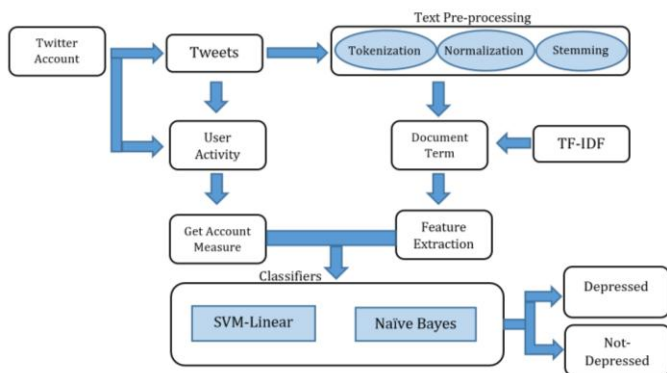 Text Pre-processing
Twitter
Account
Tweets
Tokenization
Normalization
Stemming
User
Activity
Document
Term
TF-IDF
Get Account
Measure
Feature
Extraction
Classifiers
SVM-Linear
Naïve Bayes
Depressed
Not-
Depressed